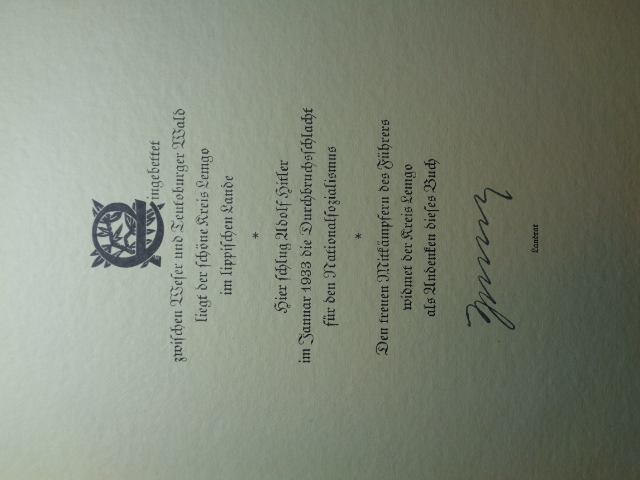 Eingebettet
zwischen Weser und Teutoburger Wald
liegt der schöne Kreis Lemgo
im lippischen Lande
*
Hier schlug Adolf Hitler
im Januar 1933 die Durchbruchsschlacht
für den Nationalsozialismus
*
Den treuen Mitkämpfern des Führers
widmet der Kreis Lemgo
als Andenken dieses Buch
Landrat